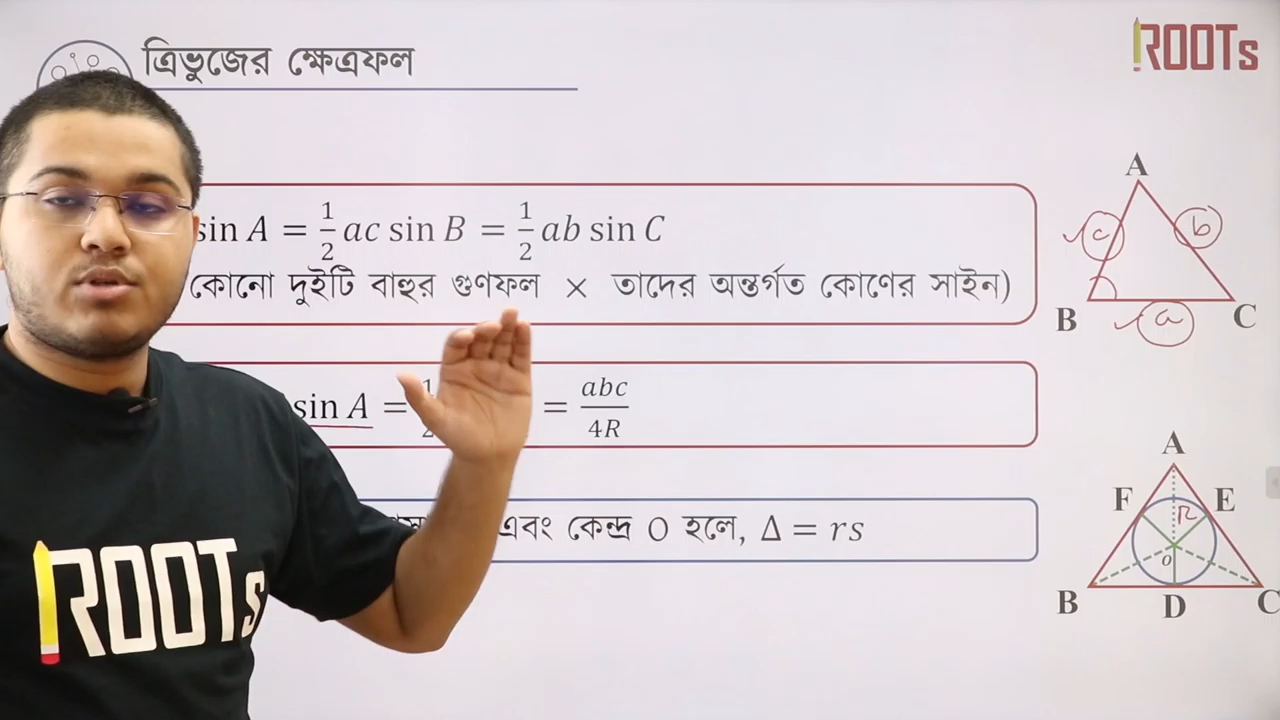 ত্রিভুজের ক্ষেত্রফল
ROOTs
sin A = 1/2 ac sin B = 1/2 ab sin C
কোনো দুইটি বাহুর গুণফল × তাদের অন্তর্গত কোণের সাইন)
A
c
b
B
a
C
sin A = = abc/4R
এবং কেন্দ্র O হলে, Δ = rs
A
F
E
R
o
B
D
C
ROOTs